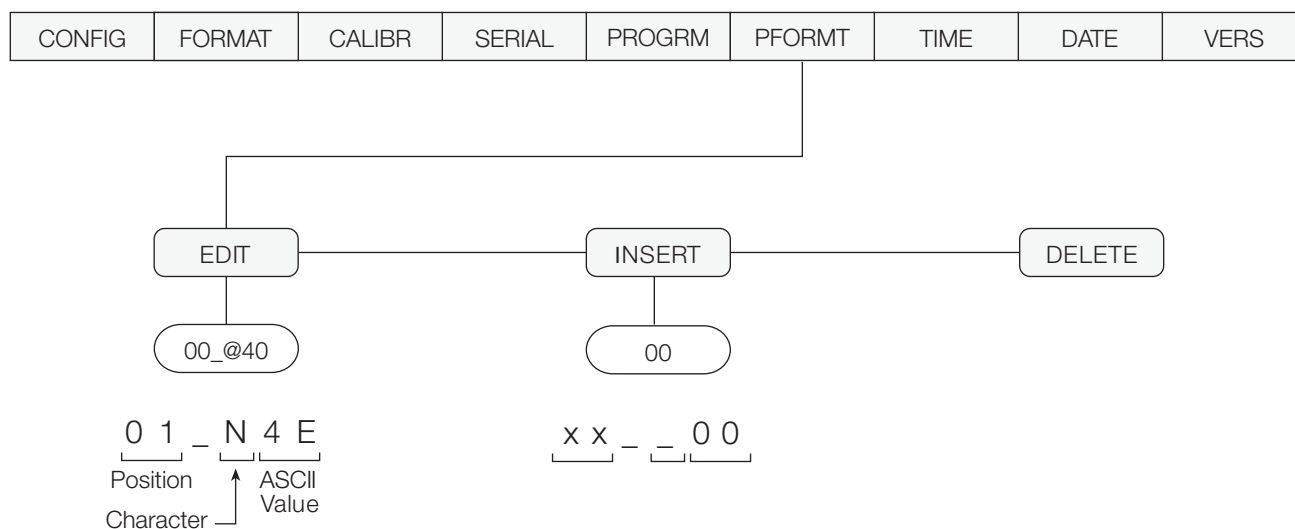 CONFIG FORMAT CALIBR SERIAL PROGRM PFORMT TIME DATE VERS
EDIT INSERT DELETE
00_@40 00
0 1 _ N 4 E x x _ _ 0 0
Position ASCII
Value
Character